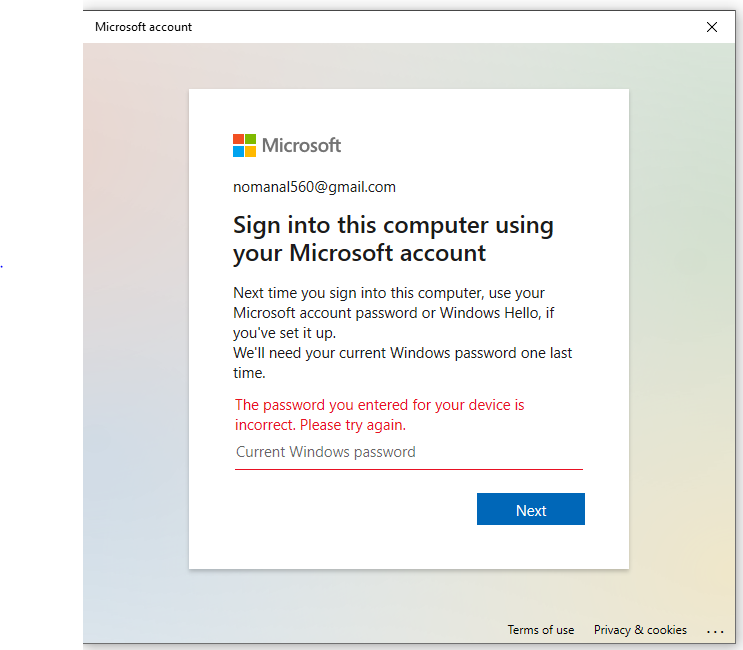 Microsoft account
Microsoft
nomanal560@gmail.com
Sign into this computer using
your Microsoft account
Next time you sign into this computer, use your
Microsoft account password or Windows Hello, if
you've set it up.
We'll need your current Windows password one last
time.
The password you entered for your device is
incorrect. Please try again.
Current Windows password
Next
Terms of use Privacy & cookies ...